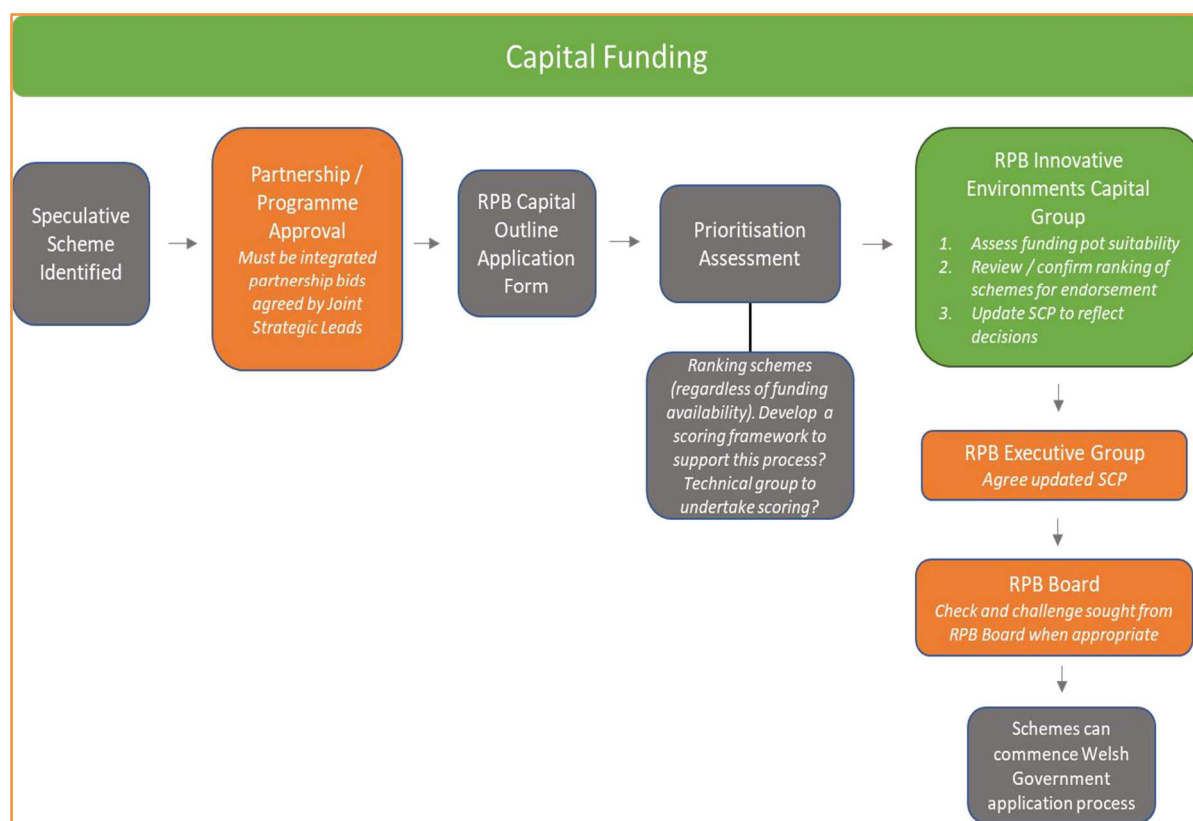 Capital Funding
Speculative
Scheme
Identified
Partnership /
Programme
Approval
Must be integrated
partnership bids
agreed by Joint
Strategic Leads
RPB Capital
Outline
Application
Form
Prioritisation
Assessment
Ranking schemes
(regardless of funding
availability). Develop a
scoring framework to
support this process?
Technical group to
undertake scoring?
RPB Innovative
Environments Capital
Group
1. Assess funding pot suitability
2. Review / confirm ranking of
schemes for endorsement
3. Update SCP to reflect
decisions
RPB Executive Group
Agree updated SCP
RPB Board
Check and challenge sought from
RPB Board when appropriate
Schemes can
commence Welsh
Government
application process